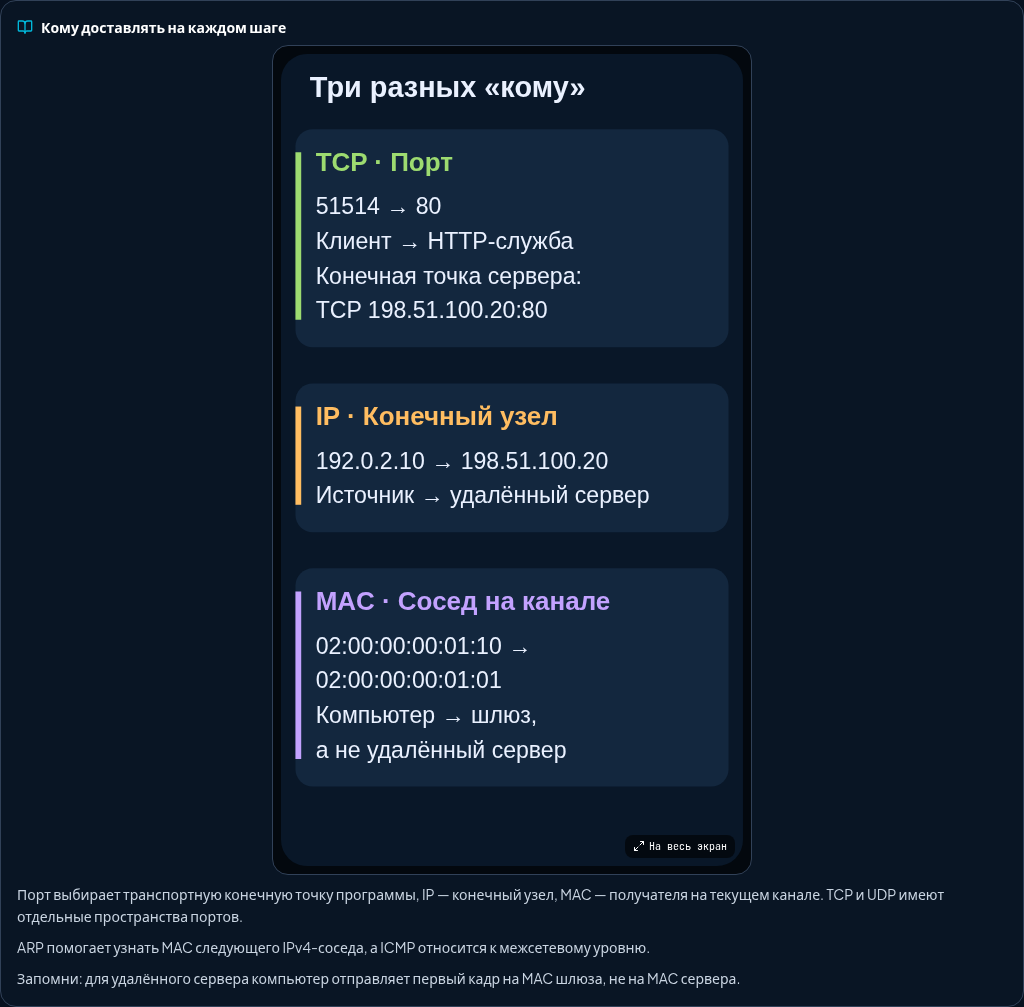 Кому доставлять на каждом шаге
Три разных «кому»
TCP · Порт
51514 → 80
Клиент → HTTP-служба
Конечная точка сервера:
TCP 198.51.100.20:80
IP · Конечный узел
192.0.2.10 → 198.51.100.20
Источник → удалённый сервер
MAC · Сосед на канале
02:00:00:00:01:10 →
02:00:00:00:01:01
Компьютер → шлюз,
а не удалённый сервер
На весь экран
Порт выбирает транспортную конечную точку программы, IP — конечный узел, MAC — получателя на текущем канале. TCP и UDP имеют
отдельные пространства портов.
ARP помогает узнать MAC следующего IPv4-соседа, а ICMP относится к межсетевому уровню.
Запомни: для удалённого сервера компьютер отправляет первый кадр на MAC шлюза, не на MAC сервера.